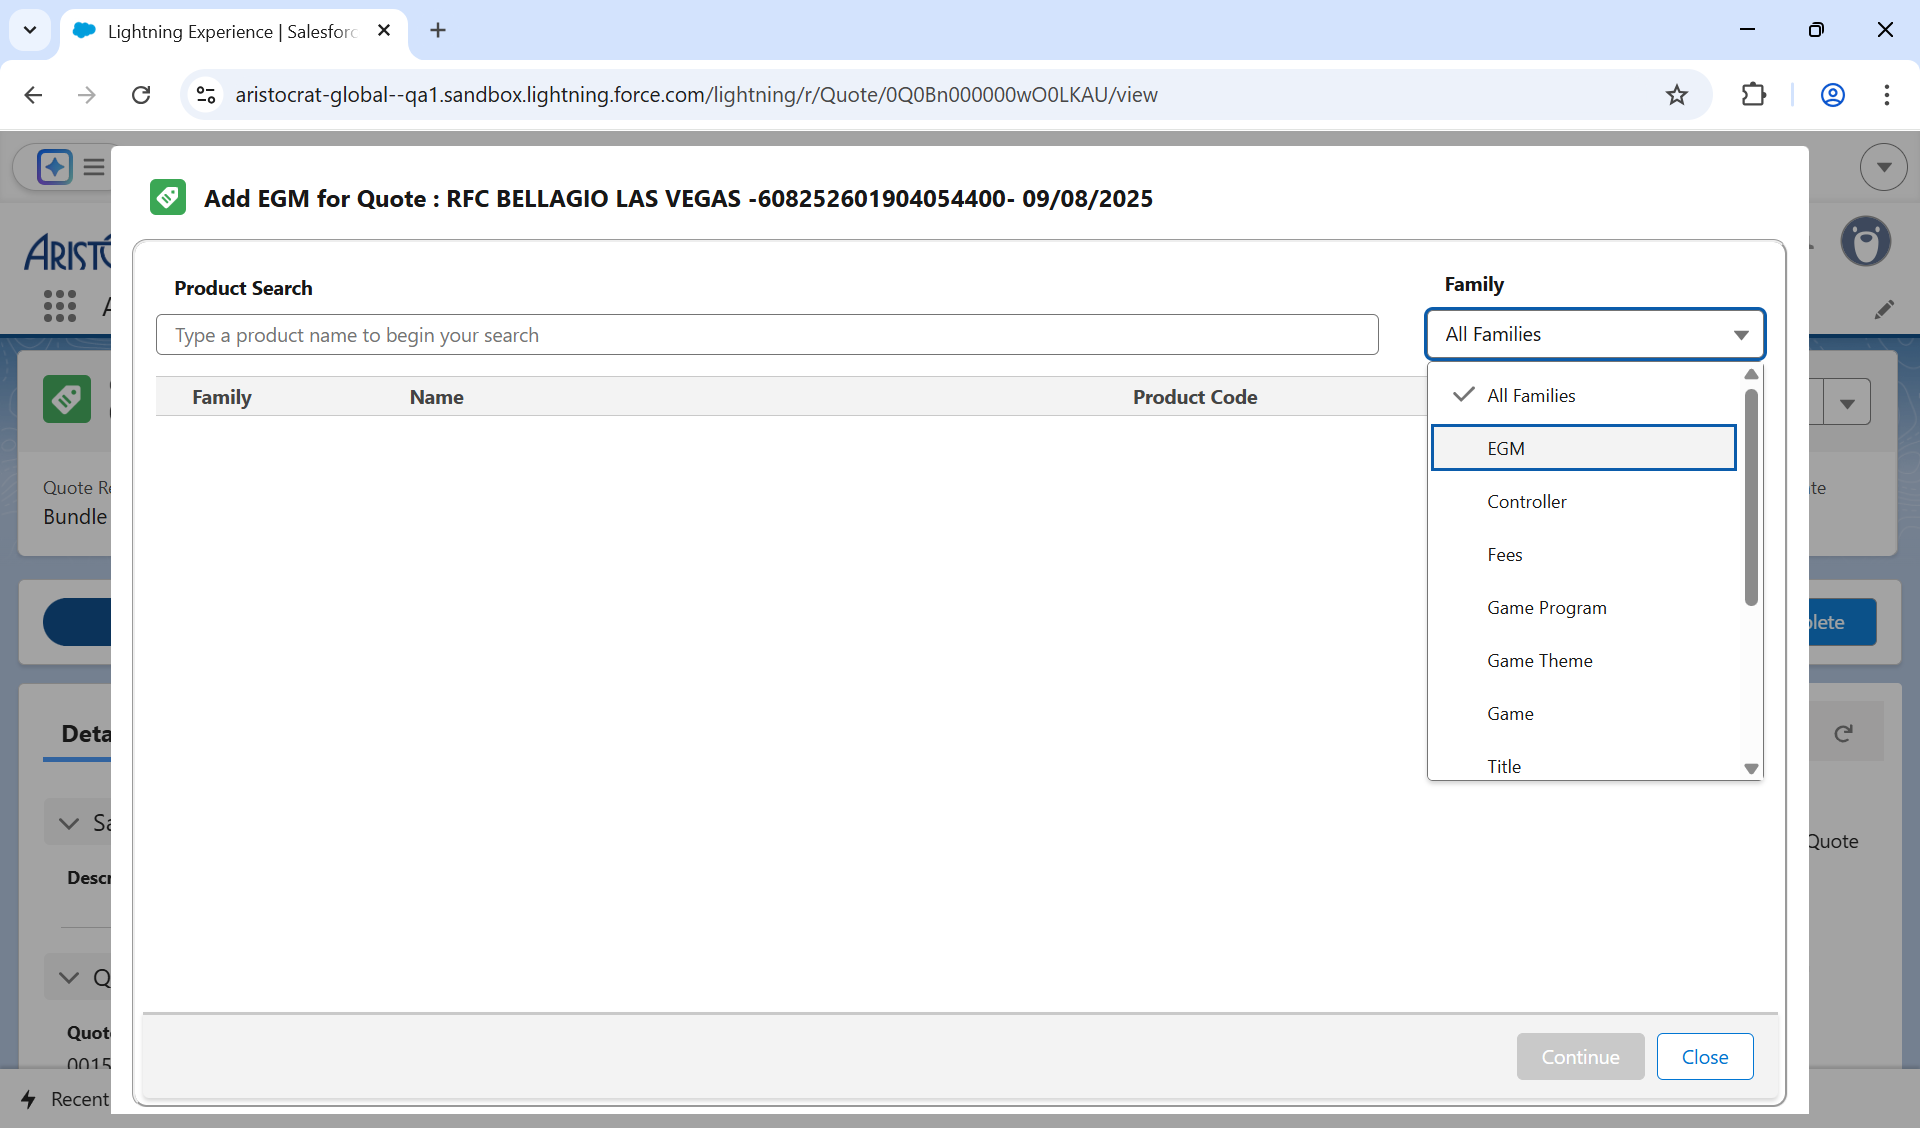 Lightning Experience | Salesforc
aristocrat-global--qa1.sandbox.lightning.force.com/lightning/r/Quote/0Q0Bn000000wO0LKAU/view
Add EGM for Quote : RFC BELLAGIO LAS VEGAS -608252601904054400- 09/08/2025
ARISTO
Product Search
Family
Type a product name to begin your search
All Families
Family Name Product Code
All Families
EGM
Controller
Fees
Game Program
Game Theme
Game
Title
Quote Re
Bundle
Deta
Sa
Descr
Q
Quot
0015
Recent
te
lete
Quote
Continue
Close